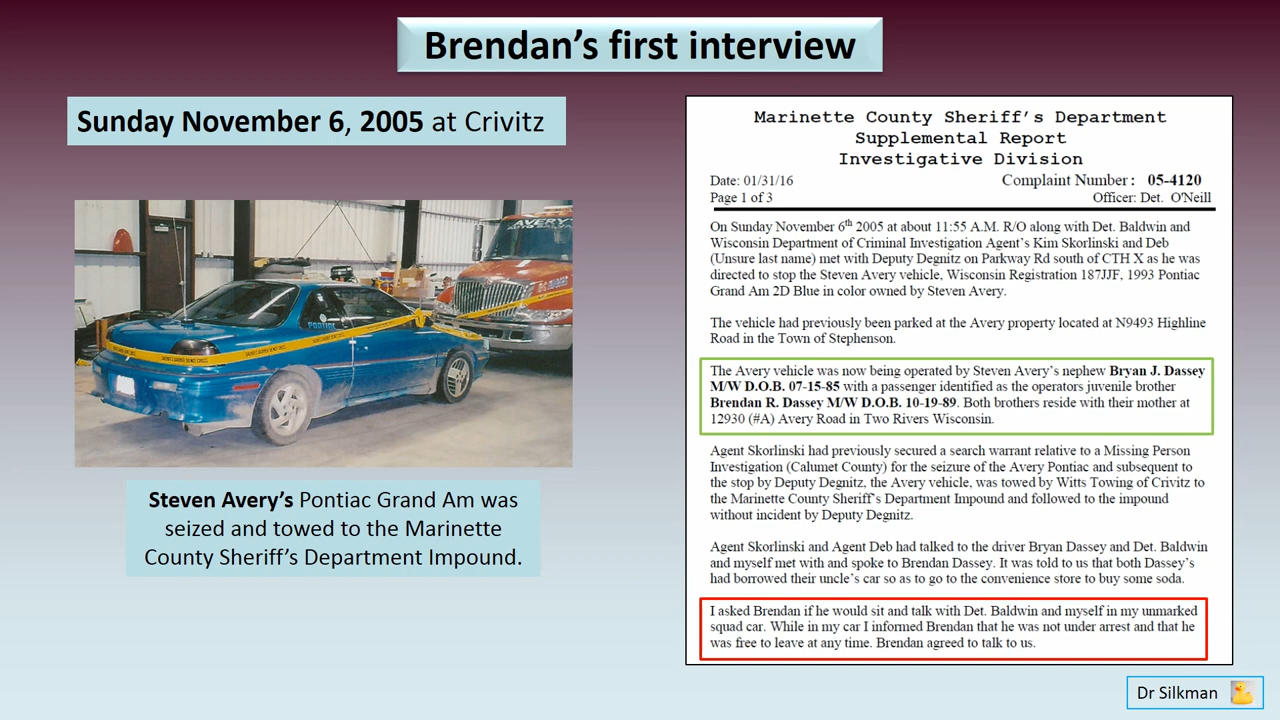 Brendan's first interview
Sunday November 6, 2005 at Crivitz
Steven Avery's Pontiac Grand Am was
seized and towed to the Marinette
County Sheriff's Department Impound.
Marinette County Sheriff's Department
Supplemental Report
Investigative Division
Date: 01/31/16
Complaint Number: 05-4120
Page 1 of 3
Officer: Det. O'Neill
On Sunday November 6th 2005 at about 11:55 A.M. R/O along with Det. Baldwin and
Wisconsin Department of Criminal Investigation Agent's Kim Skorlinski and Deb
(Unsure last name) met with Deputy Degnitz on Parkway Rd south of CTH X as he was
directed to stop the Steven Avery vehicle, Wisconsin Registration 187JJF, 1993 Pontiac
Grand Am 2D Blue in color owned by Steven Avery.
The vehicle had previously been parked at the Avery property located at N9493 Highline
Road in the Town of Stephenson.
The Avery vehicle was now being operated by Steven Avery's nephew Bryan J. Dassey
M/W D.O.B. 07-15-85 with a passenger identified as the operators juvenile brother
Brendan R. Dassey M/W D.O.B. 10-19-89. Both brothers reside with their mother at
12930 (#A) Avery Road in Two Rivers Wisconsin.
Agent Skorlinski had previously secured a search warrant relative to a Missing Person
Investigation (Calumet County) for the seizure of the Avery Pontiac and subsequent to
the stop by Deputy Degnitz, the Avery vehicle, was towed by Witts Towing of Crivitz to
the Marinette County Sheriff's Department Impound and followed to the impound
without incident by Deputy Degnitz.
Agent Skorlinski and Agent Deb had talked to the driver Bryan Dassey and Det. Baldwin
and myself met with and spoke to Brendan Dassey. It was told to us that both Dassey's
had borrowed their uncle's car so as to go to the convenience store to buy some soda.
I asked Brendan if he would sit and talk with Det. Baldwin and myself in my unmarked
squad car. While in my car I informed Brendan that he was not under arrest and that he
was free to leave at any time. Brendan agreed to talk to us.
Dr Silkman
PONTIAC